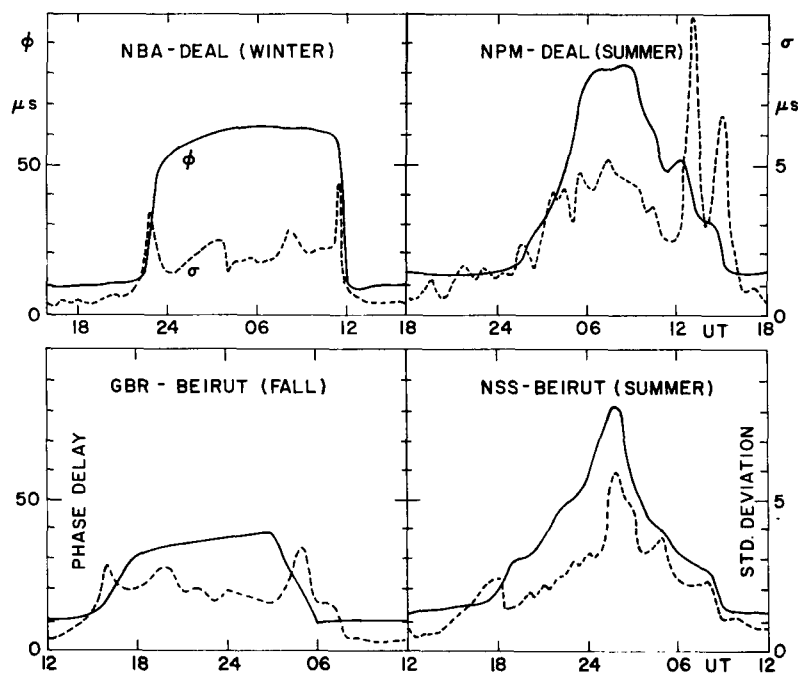 ϕ
NBA-DEAL (WINTER)
NPM-DEAL (SUMMER)
σ
μs
μs
50
5
ϕ
σ
0
0
18 24 06 12 18 06 12 UT 18
GBR - BEIRUT (FALL)
NSS-BEIRUT (SUMMER)
PHASE DELAY
STD. DEVIATION
50
5
0
0
12 18 24 06 12 18 24 06 UT 12